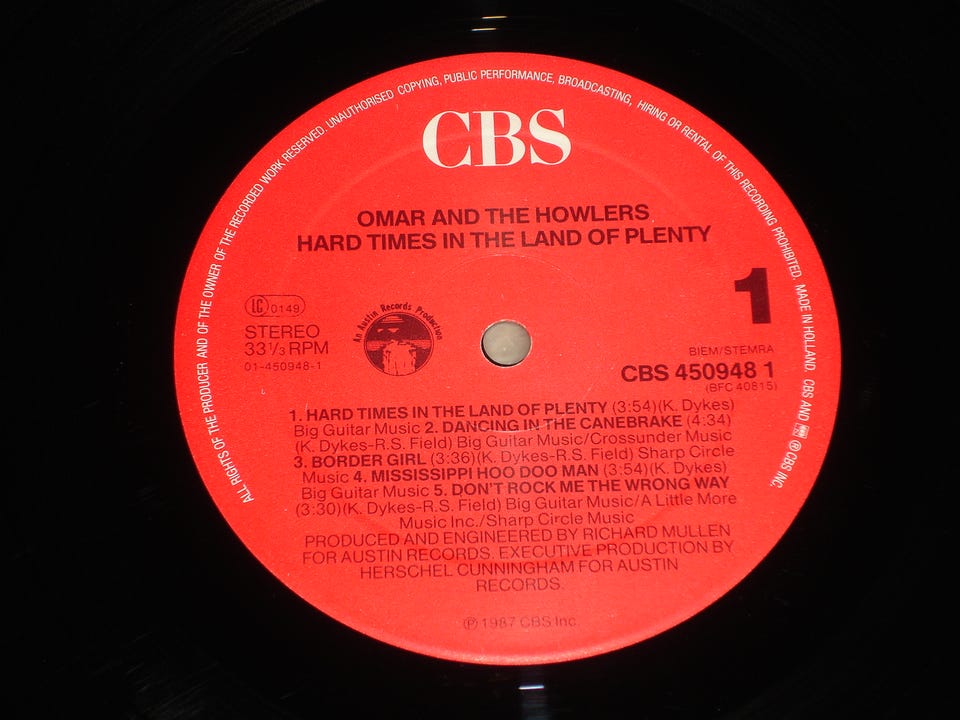 ALL RIGHTS OF THE PRODUCER AND OF THE OWNER OF THE RECORDED WORK RESERVED. UNAUTHORISED COPYING, PUBLIC PERFORMANCE, BROADCASTING, HIRING OR RENTAL OF THIS RECORDING PROHIBITED. MADE IN HOLLAND. CBS AND ℗ CBS INC.
CBS
OMAR AND THE HOWLERS
HARD TIMES IN THE LAND OF PLENTY
1
LC 0149
STEREO
33 1/3 RPM
01-450948-1
An Austin Records Production
BIEM/STEMRA
CBS 450948 1
(BFC 40815)
1. HARD TIMES IN THE LAND OF PLENTY (3:54)(K. Dykes)
Big Guitar Music 2. DANCING IN THE CANEBRAKE (4:34)
(K. Dykes-R.S. Field) Big Guitar Music/Crossunder Music
3. BORDER GIRL (3:36)(K. Dykes-R.S. Field) Sharp Circle
Music 4. MISSISSIPPI HOO DOO MAN (3:54)(K. Dykes)
Big Guitar Music 5. DON'T ROCK ME THE WRONG WAY
(3:30)(K. Dykes-R.S. Field) Big Guitar Music/A Little More
Music Inc./Sharp Circle Music
PRODUCED AND ENGINEERED BY RICHARD MULLEN
FOR AUSTIN RECORDS. EXECUTIVE PRODUCTION BY
HERSCHEL CUNNINGHAM FOR AUSTIN
RECORDS.
℗ 1987 CBS Inc.